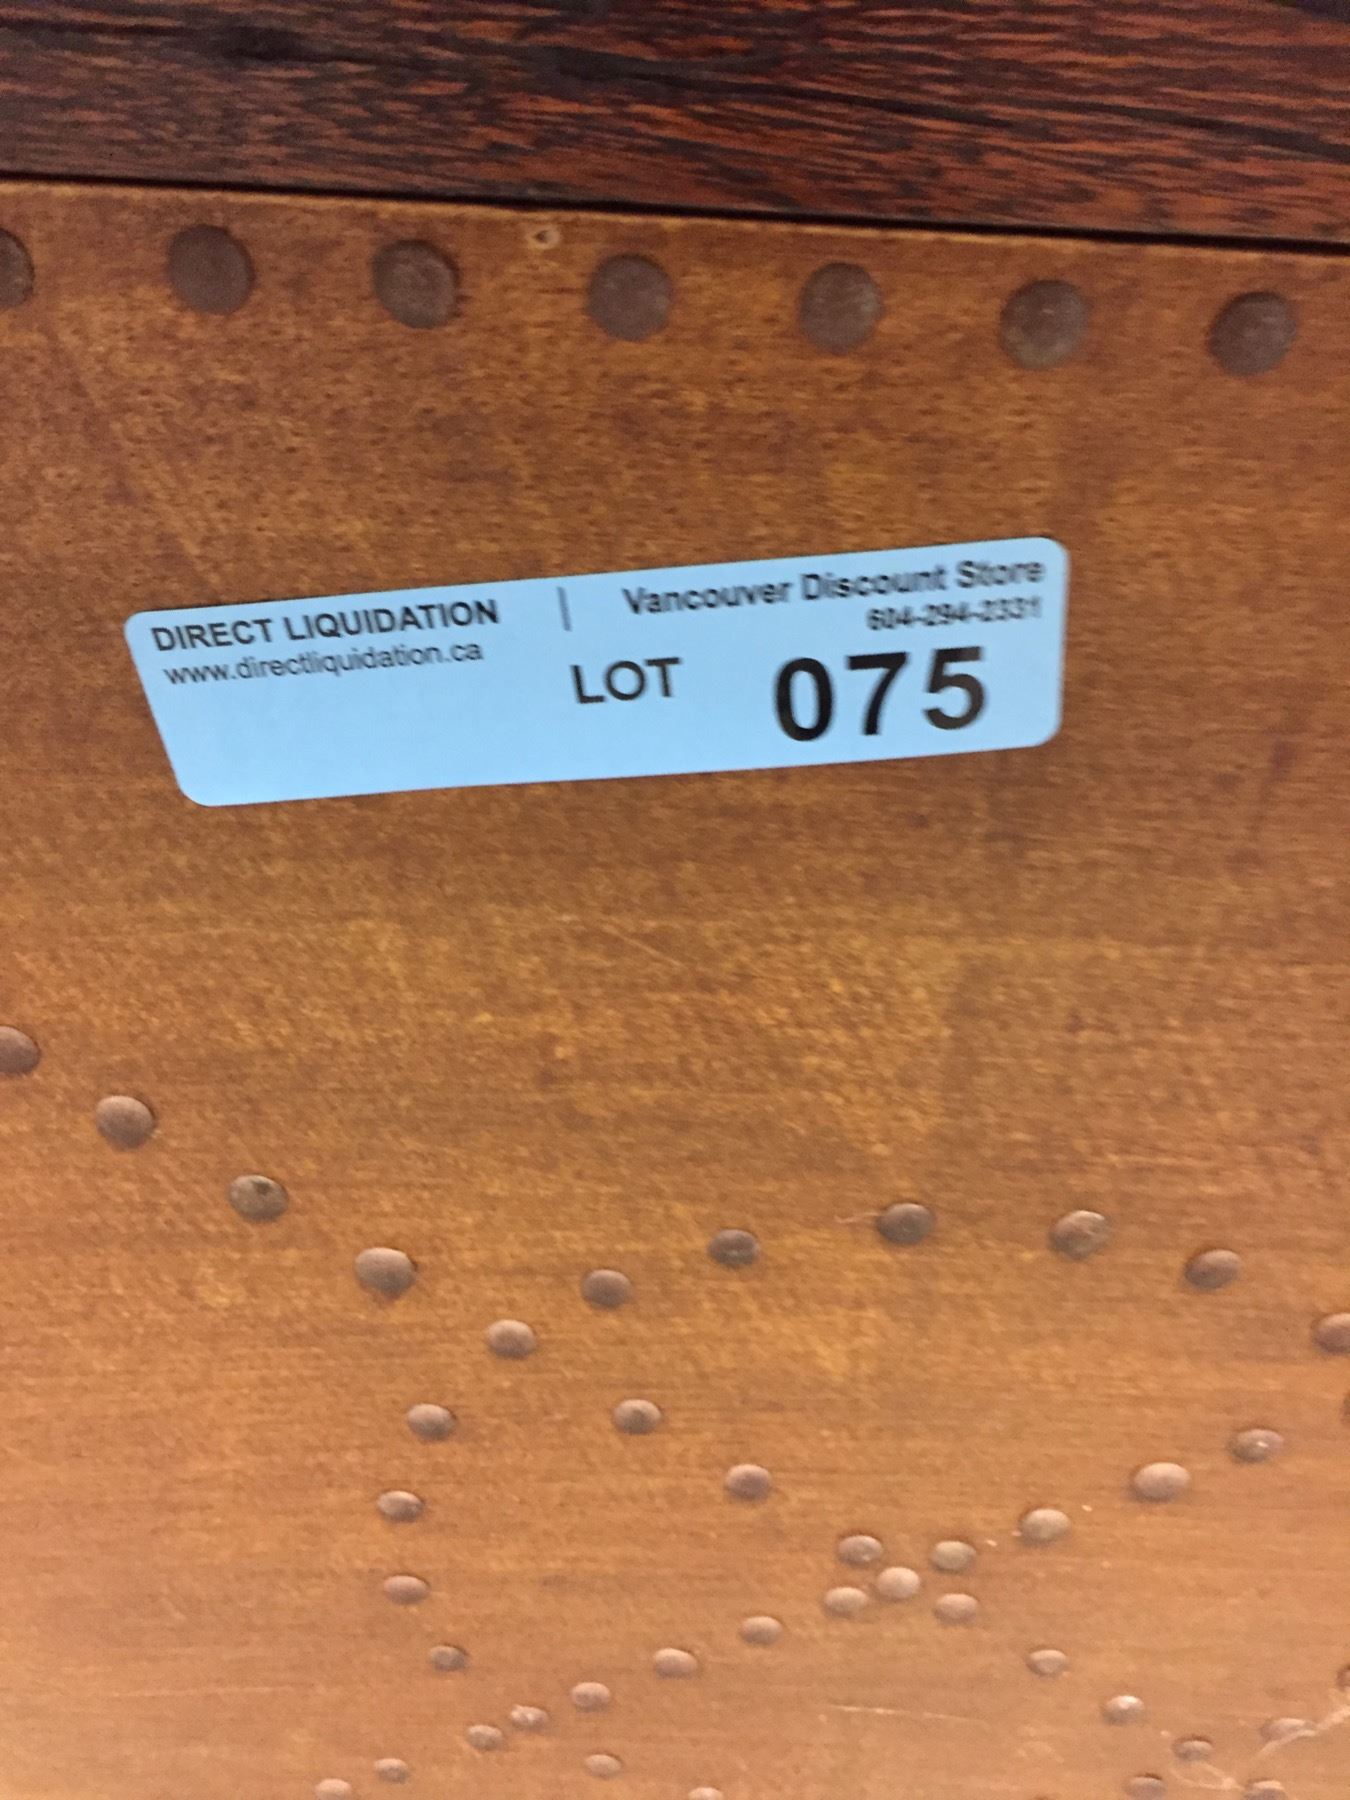 DIRECT LIQUIDATION | Vancouver Discount Store
www.directliquidation.ca 604-294-2331
LOT 075